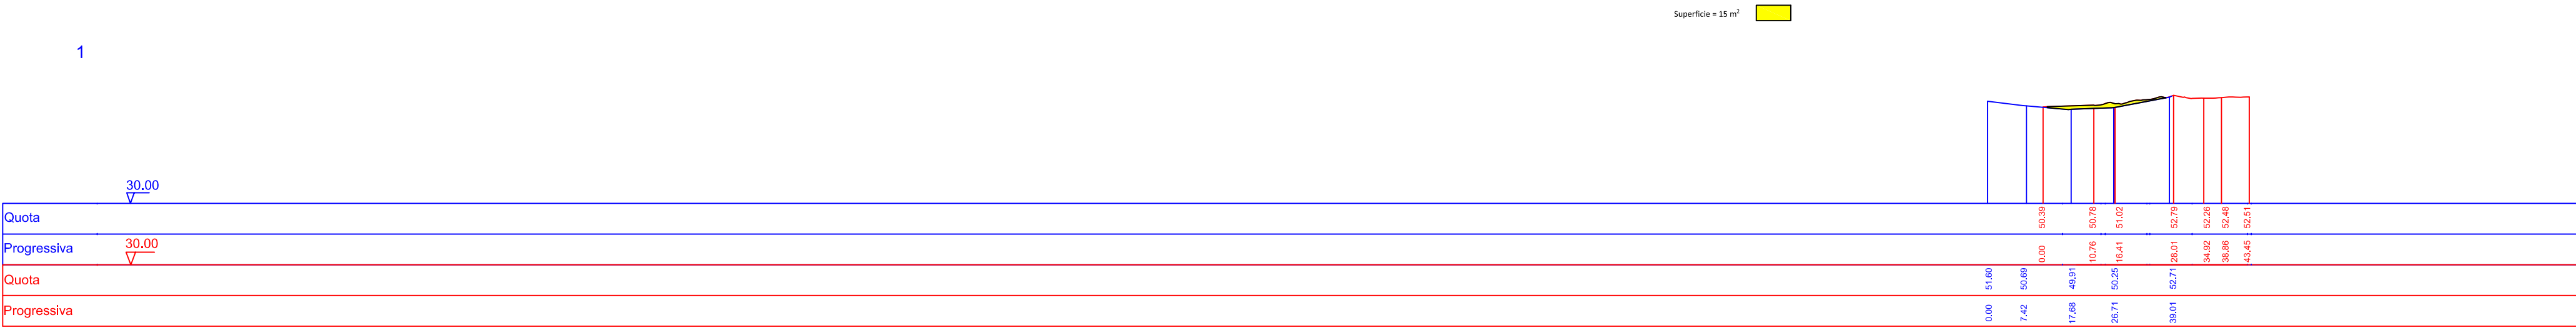 Superficie = 15 m²
1
30.00
Quota
50.39 50.78 51.02 52.79 52.26 52.48 52.51
Progressiva
30.00
0.00 10.76 16.41 28.01 34.92 38.86 43.45
Quota
51.60 50.69 49.91 50.25 52.71
Progressiva
0.00 7.42 17.68 26.71 39.01